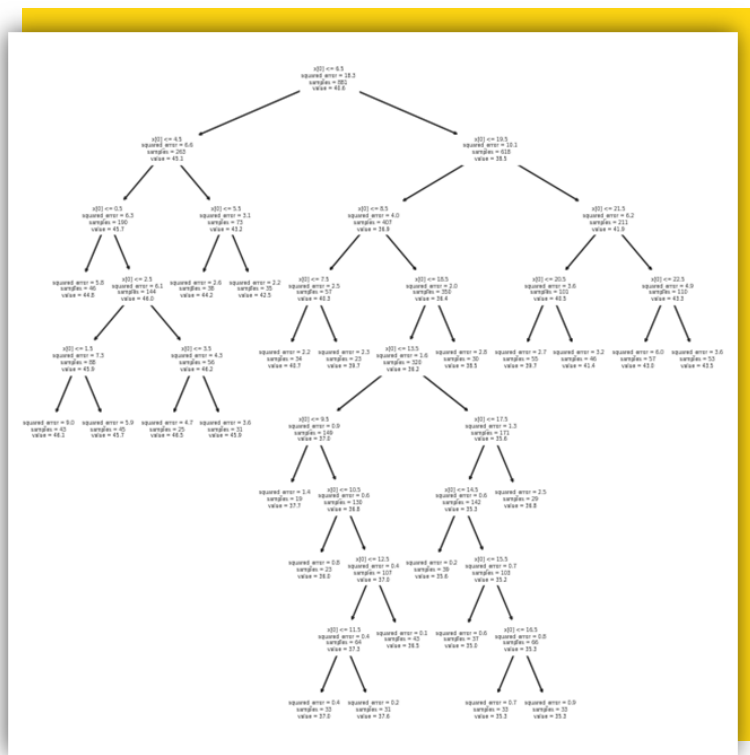 x[0] <= 6.5
squared_error = 18.3
samples = 881
value = 40.6
x[0] <= 4.5
squared_error = 6.6
samples = 263
value = 45.1
x[0] <= 19.5
squared_error = 10.1
samples = 618
value = 38.5
x[0] <= 0.5
squared_error = 6.3
samples = 190
value = 45.7
x[0] <= 5.5
squared_error = 3.1
samples = 73
value = 43.2
x[0] <= 8.5
squared_error = 4.0
samples = 407
value = 36.9
x[0] <= 21.5
squared_error = 6.2
samples = 211
value = 41.9
squared_error = 5.8
samples = 46
value = 44.8
x[0] <= 2.5
squared_error = 6.1
samples = 144
value = 46.0
squared_error = 2.6
samples = 38
value = 44.2
squared_error = 2.2
samples = 35
value = 42.5
x[0] <= 7.5
squared_error = 2.5
samples = 57
value = 40.3
x[0] <= 18.5
squared_error = 2.0
samples = 350
value = 36.4
x[0] <= 20.5
squared_error = 3.6
samples = 101
value = 40.5
x[0] <= 22.5
squared_error = 4.9
samples = 110
value = 43.3
x[0] <= 1.5
squared_error = 7.3
samples = 88
value = 45.9
x[0] <= 3.5
squared_error = 4.3
samples = 56
value = 46.2
squared_error = 2.2
samples = 34
value = 40.7
squared_error = 2.3
samples = 23
value = 39.7
x[0] <= 13.5
squared_error = 1.6
samples = 320
value = 36.2
squared_error = 2.8
samples = 30
value = 38.5
squared_error = 2.7
samples = 55
value = 39.7
squared_error = 3.2
samples = 46
value = 41.4
squared_error = 6.0
samples = 57
value = 43.0
squared_error = 3.6
samples = 53
value = 43.5
squared_error = 9.0
samples = 43
value = 46.1
squared_error = 5.8
samples = 45
value = 45.7
squared_error = 4.7
samples = 25
value = 46.5
squared_error = 3.6
samples = 31
value = 45.9
x[0] <= 9.5
squared_error = 0.9
samples = 149
value = 37.0
x[0] <= 17.5
squared_error = 1.3
samples = 171
value = 35.6
squared_error = 1.4
samples = 19
value = 37.7
x[0] <= 10.5
squared_error = 0.6
samples = 130
value = 36.8
x[0] <= 14.5
squared_error = 0.6
samples = 142
value = 35.3
squared_error = 2.5
samples = 29
value = 36.8
squared_error = 0.8
samples = 23
value = 36.0
x[0] <= 12.5
squared_error = 0.4
samples = 107
value = 37.0
squared_error = 0.2
samples = 39
value = 35.6
x[0] <= 15.5
squared_error = 0.7
samples = 103
value = 35.2
x[0] <= 11.5
squared_error = 0.4
samples = 64
value = 37.3
squared_error = 0.1
samples = 43
value = 36.5
squared_error = 0.6
samples = 37
value = 35.0
x[0] <= 16.5
squared_error = 0.8
samples = 66
value = 35.3
squared_error = 0.4
samples = 33
value = 37.0
squared_error = 0.2
samples = 31
value = 37.6
squared_error = 0.7
samples = 33
value = 35.3
squared_error = 0.9
samples = 33
value = 35.3